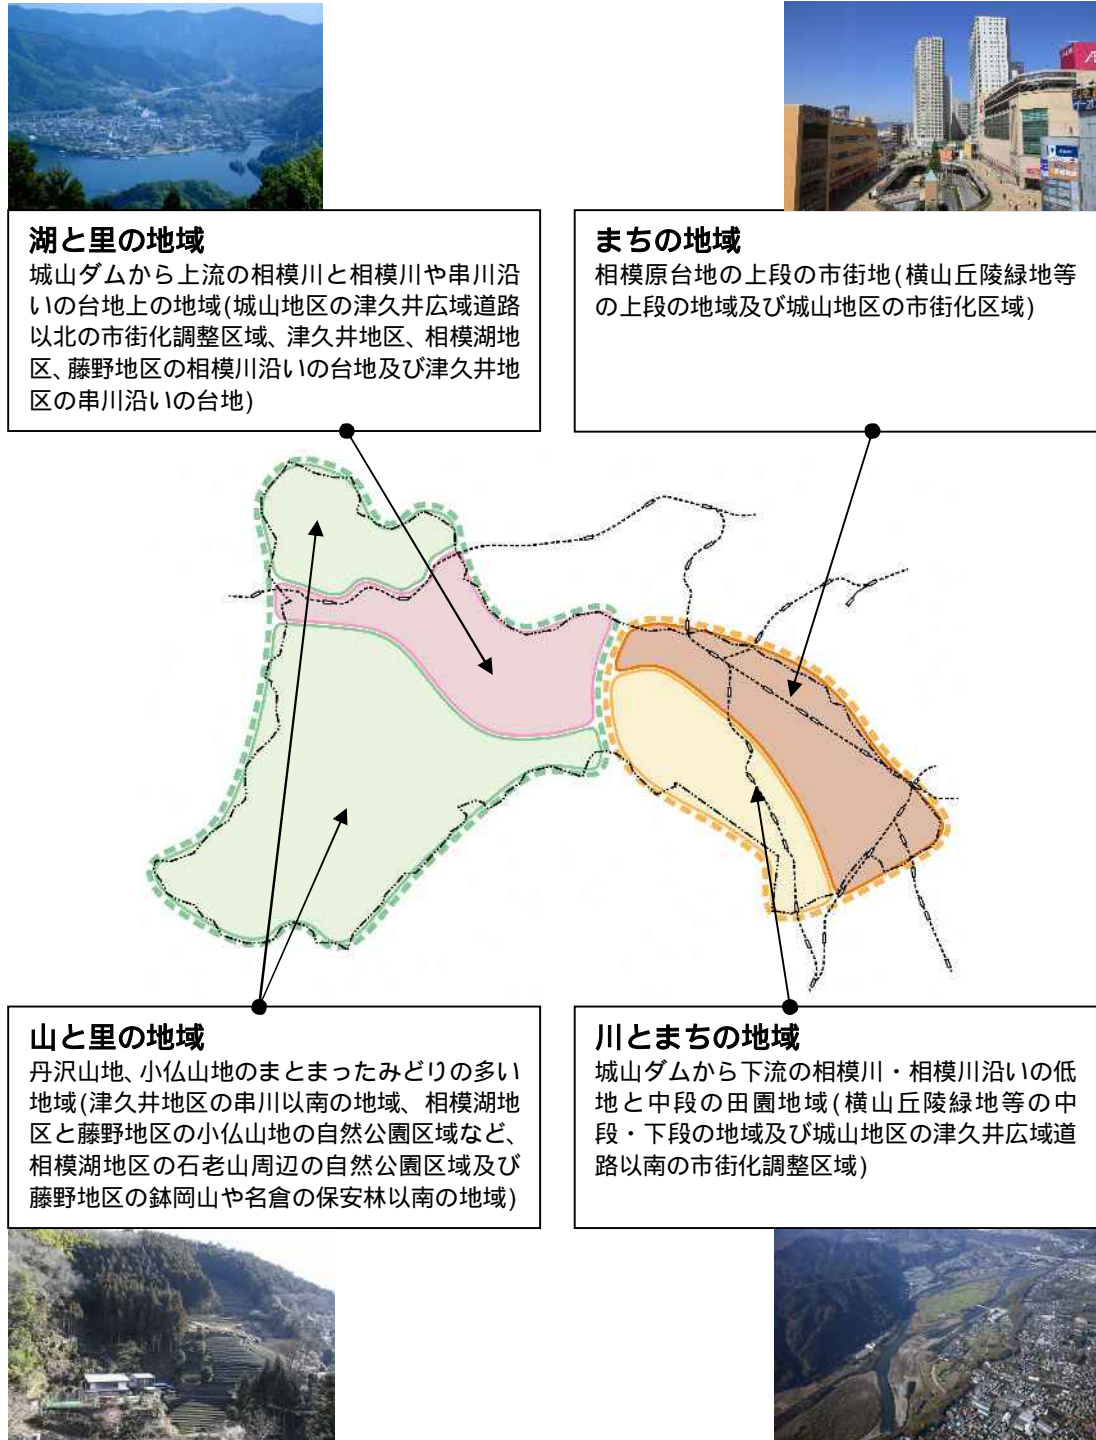 湖と里の地域
城山ダムから上流の相模川と相模川や串川沿
いの台地上の地域(城山地区の津久井広域道路
以北の市街化調整区域、津久井地区、相模湖地
区、藤野地区の相模川沿いの台地及び津久井地
区の串川沿いの台地)
まちの地域
相模原台地の上段の市街地(横山丘陵緑地等
の上段の地域及び城山地区の市街化区域)
山と里の地域
丹沢山地、小仏山地のまとまったみどりの多い
地域(津久井地区の串川以南の地域、相模湖地
区と藤野地区の小仏山地の自然公園区域など、
相模湖地区の石老山周辺の自然公園区域及び
藤野地区の鉢岡山や名倉の保安林以南の地域)
川とまちの地域
城山ダムから下流の相模川・相模川沿いの低
地と中段の田園地域(横山丘陵緑地等の中
段・下段の地域及び城山地区の津久井広域道
路以南の市街化調整区域)